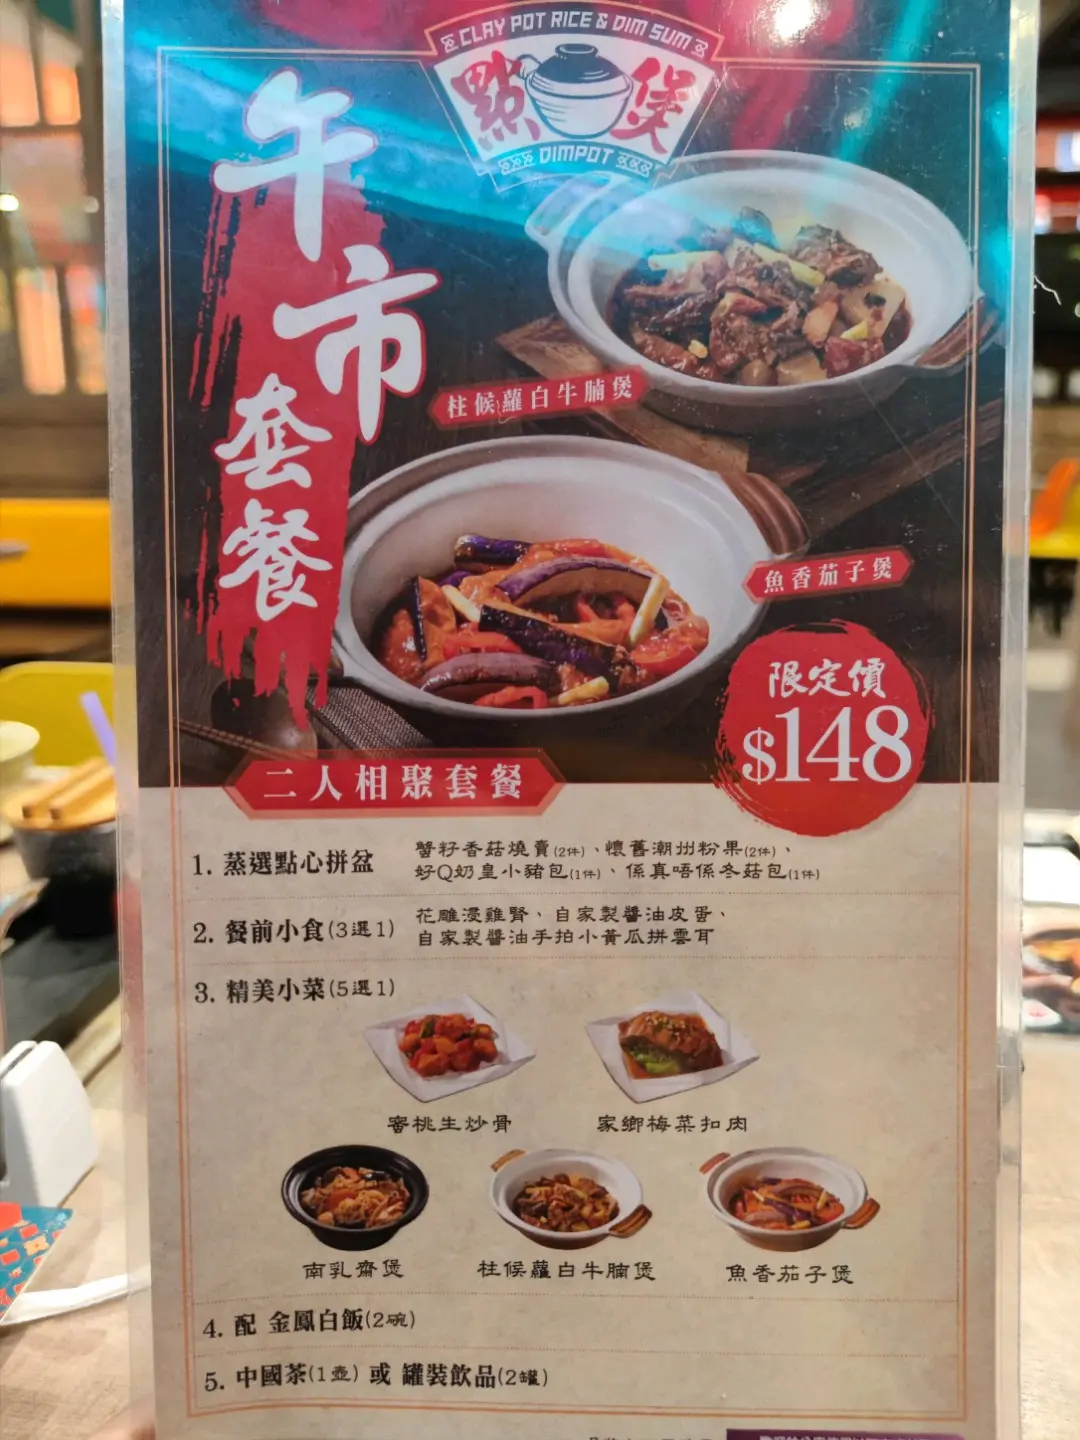 CLAY POT RICE & DIM SUM
點煲
DIMPOT
午市套餐
柱候蘿白牛腩煲
魚香茄子煲
限定價
$148
二人相聚套餐
1. 蒸選點心拼盆
蟹籽香菇燒賣(2件)、懷舊潮州粉果(2件)、
好Q奶皇小豬包(1件)、係真唔係冬菇包(1件)
2. 餐前小食(3選1)
花雕浸雞腎、自家製醬油皮蛋、
自家製醬油手拍小黃瓜拼雲耳
3. 精美小菜(5選1)
蜜桃生炒骨
家鄉梅菜扣肉
南乳齋煲
柱候蘿白牛腩煲
魚香茄子煲
4. 配 金鳳白飯(2碗)
5. 中國茶(1壺) 或 罐裝飲品(2罐)